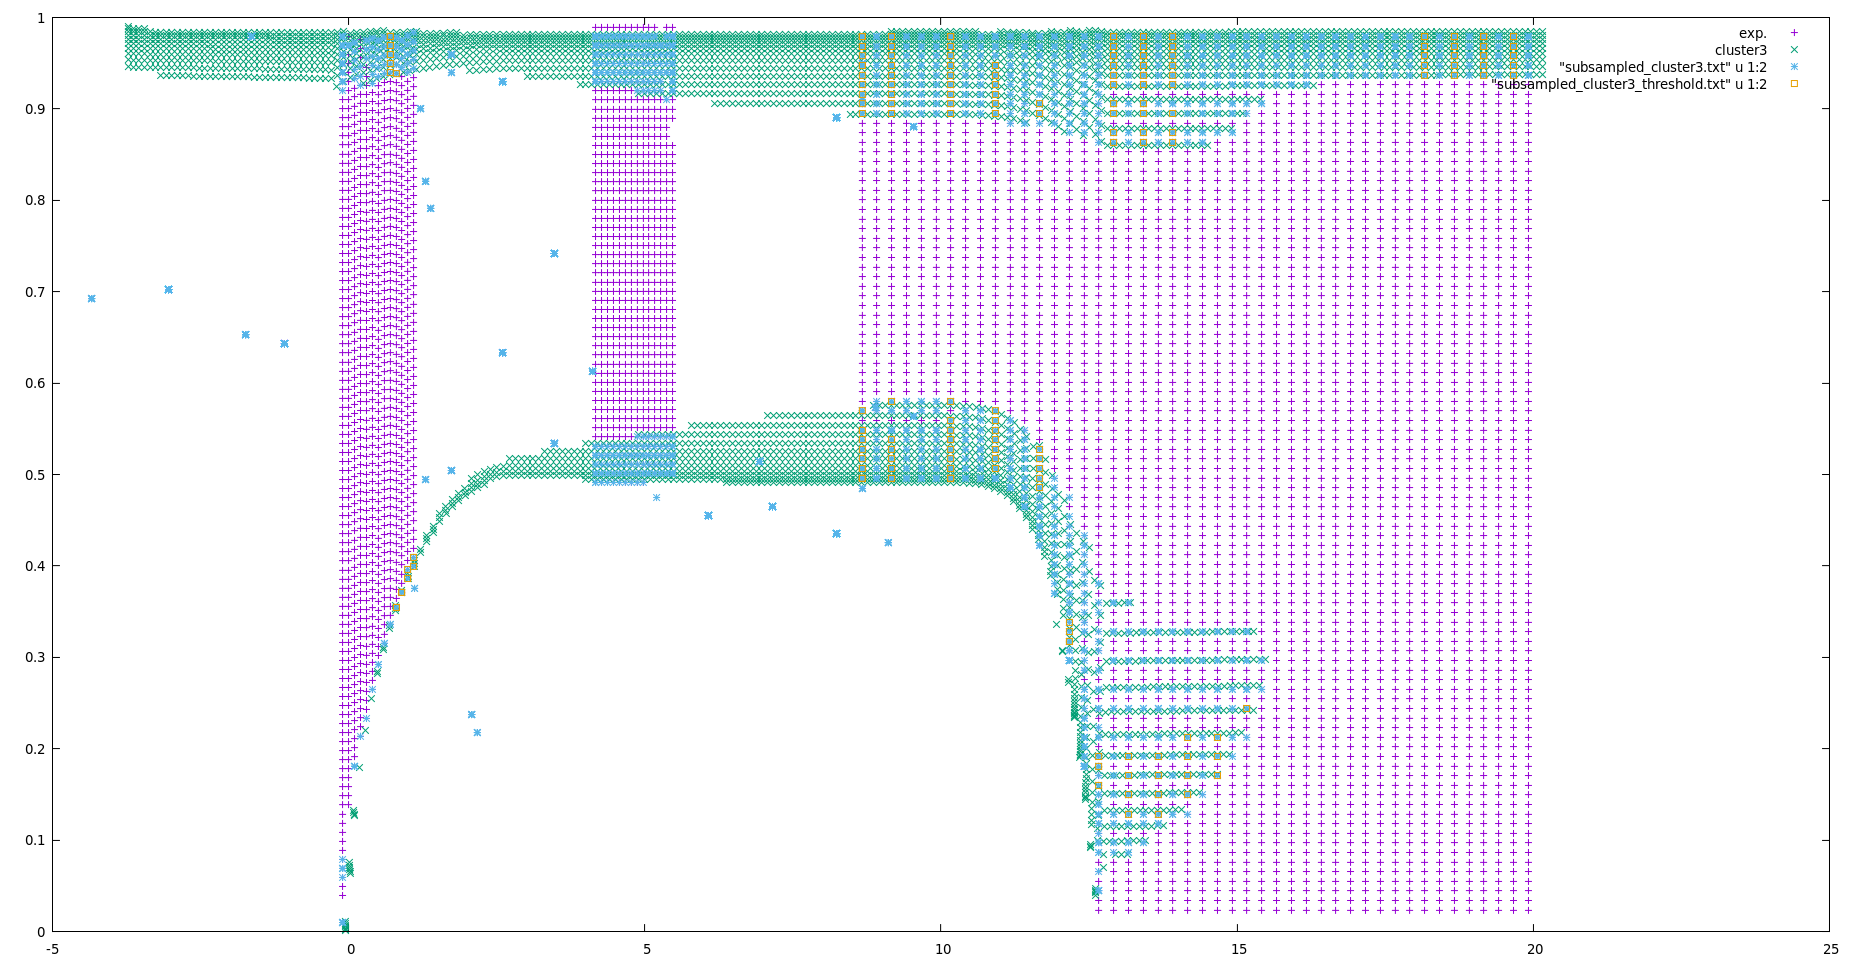 1
exp.
cluster3
"subsampled_cluster3.txt" u 1:2
"subsampled_cluster3_threshold.txt" u 1:2
0.9
0.8
0.7
0.6
0.5
0.4
0.3
0.2
0.1
0
-5 0 5 10 15 20 25